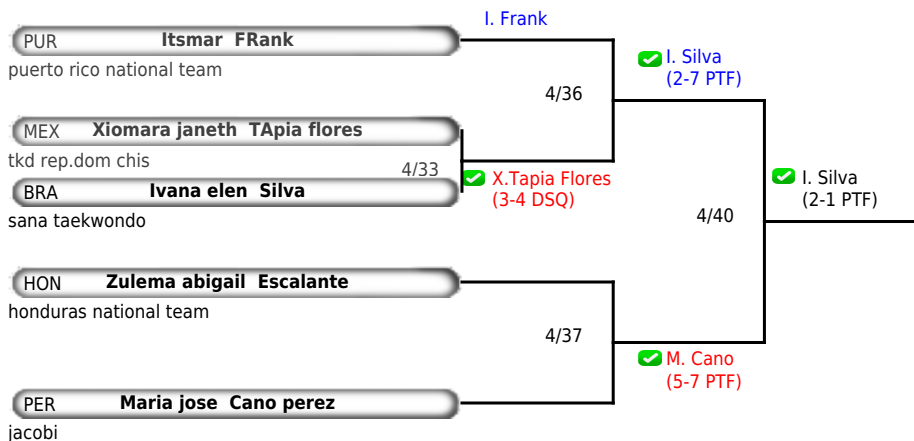 I. Frank
PUR Itsmar FRank
puerto rico national team
I. Silva
(2-7 PTF)
4/36
MEX Xiomara janeth TApia flores
tkd rep.dom chis
4/33
X.Tapia Flores
(3-4 DSQ)
I. Silva
(2-1 PTF)
BRA Ivana elen Silva
sana taekwondo
4/40
HON Zulema abigail Escalante
honduras national team
4/37
M. Cano
(5-7 PTF)
PER Maria jose Cano perez
jacobi